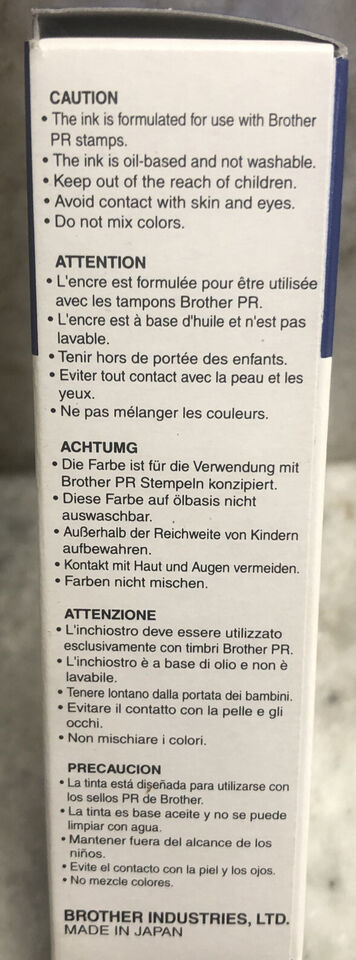 CAUTION
• The ink is formulated for use with Brother
PR stamps.
• The ink is oil-based and not washable.
• Keep out of the reach of children.
• Avoid contact with skin and eyes.
• Do not mix colors.
ATTENTION
• L'encre est formulée pour être utilisée
avec les tampons Brother PR.
• L'encre est à base d'huile et n'est pas
lavable.
• Tenir hors de portée des enfants.
• Eviter tout contact avec la peau et les
yeux.
• Ne pas mélanger les couleurs.
ACHTUMG
• Die Farbe ist für die Verwendung mit
Brother PR Stempeln konzipiert.
• Diese Farbe auf ölbasis nicht
auswaschbar.
• Außerhalb der Reichweite von Kindern
aufbewahren.
• Kontakt mit Haut und Augen vermeiden.
• Farben nicht mischen.
ATTENZIONE
• L'inchiostro deve essere utilizzato
esclusivamente con timbri Brother PR.
• L'inchiostro è a base di olio e non è
lavabile.
• Tenere lontano dalla portata dei bambini.
• Evitare il contatto con la pelle e gli
occhi.
• Non mischiare i colori.
PRECAUCION
• La tinta está diseñada para utilizarse con
los sellos PR de Brother.
• La tinta es base aceite y no se puede
limpiar con agua.
• Mantener fuera del alcance de los
niños.
• Evite el contacto con la piel y los ojos.
• No mezcle colores.
BROTHER INDUSTRIES, LTD.
MADE IN JAPAN